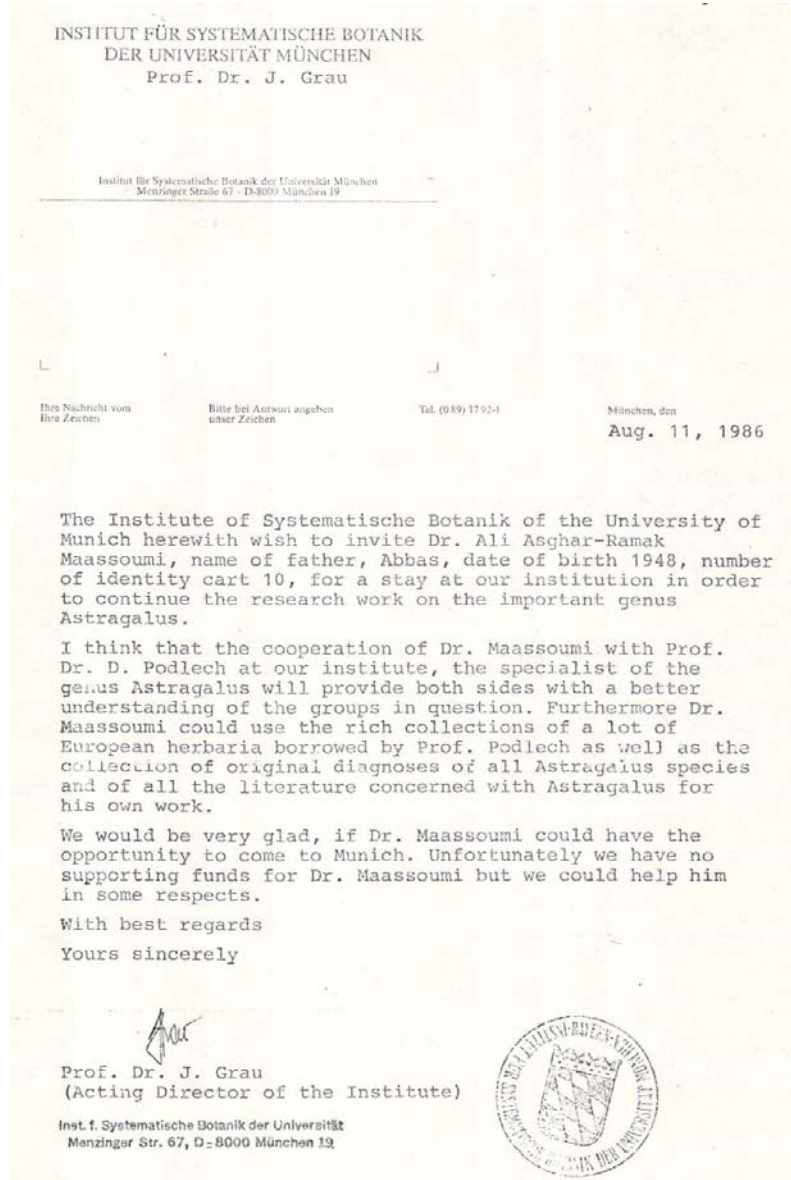 INSTITUT FÜR SYSTEMATISCHE BOTANIK
DER UNIVERSITÄT MÜNCHEN
Prof. Dr. J. Grau
Institut für Systematische Botanik der Universität München
Menzinger Straße 67 - D-8000 München 19
Ihre Nachricht vom
Ihre Zeichen
Bitte bei Antwort angeben
unser Zeichen
Tel. (0 89) 17 92-1
München, den
Aug. 11, 1986
The Institute of Systematische Botanik of the University of
Munich herewith wish to invite Dr. Ali Asghar-Ramak
Maassoumi, name of father, Abbas, date of birth 1948, number
of identity cart 10, for a stay at our institution in order
to continue the research work on the important genus
Astragalus.
I think that the cooperation of Dr. Maassoumi with Prof.
Dr. D. Podlech at our institute, the specialist of the
genus Astragalus will provide both sides with a better
understanding of the groups in question. Furthermore Dr.
Maassoumi could use the rich collections of a lot of
European herbaria borrowed by Prof. Podlech as well as the
collection of original diagnoses of all Astragalus species
and of all the literature concerned with Astragalus for
his own work.
We would be very glad, if Dr. Maassoumi could have the
opportunity to come to Munich. Unfortunately we have no
supporting funds for Dr. Maassoumi but we could help him
in some respects.
With best regards
Yours sincerely
Grau
Prof. Dr. J. Grau
(Acting Director of the Institute)
Inst. f. Systematische Botanik der Universität
Menzinger Str. 67, D-8000 München 19
BOTANIK DER UNIVERSITÄT